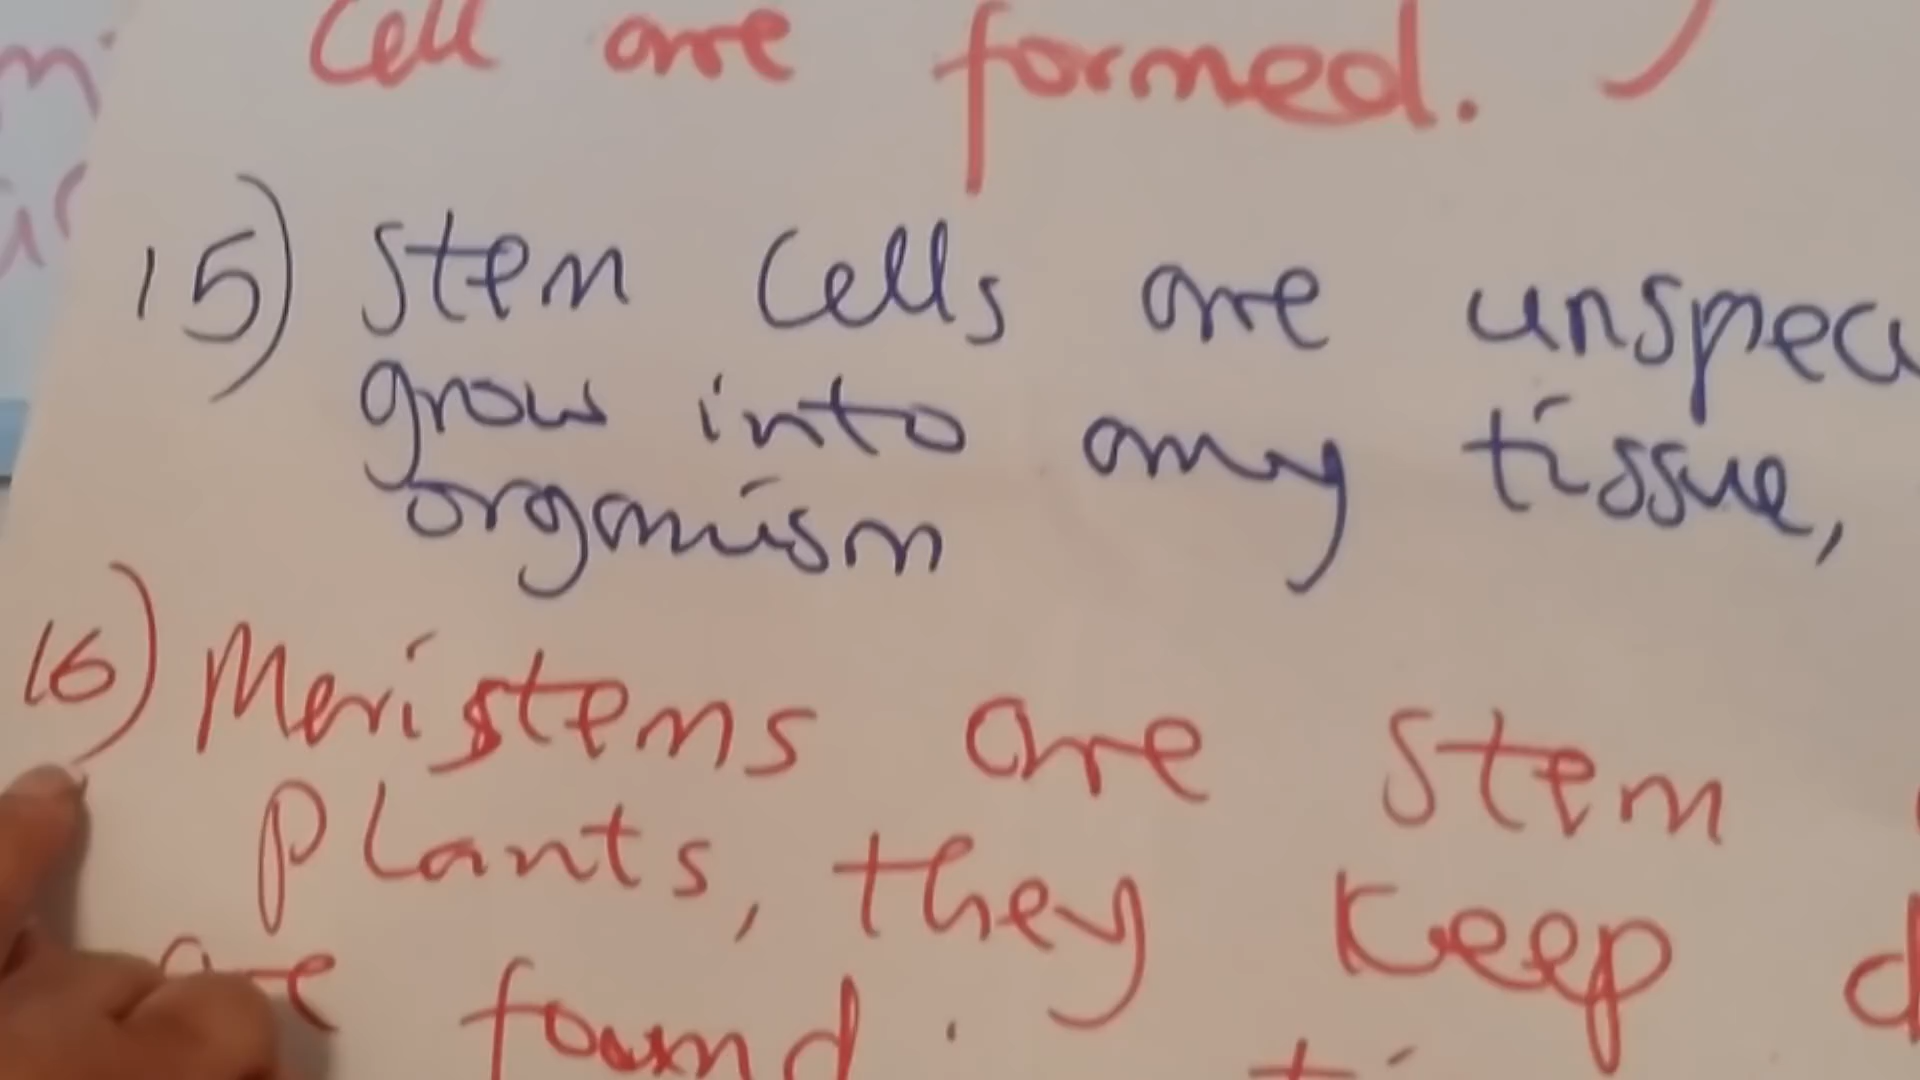 Cell are formed.
15) Stem Cells are
grow into any tissue,
organism
16) Meristems are stem
plants, they keep
are found